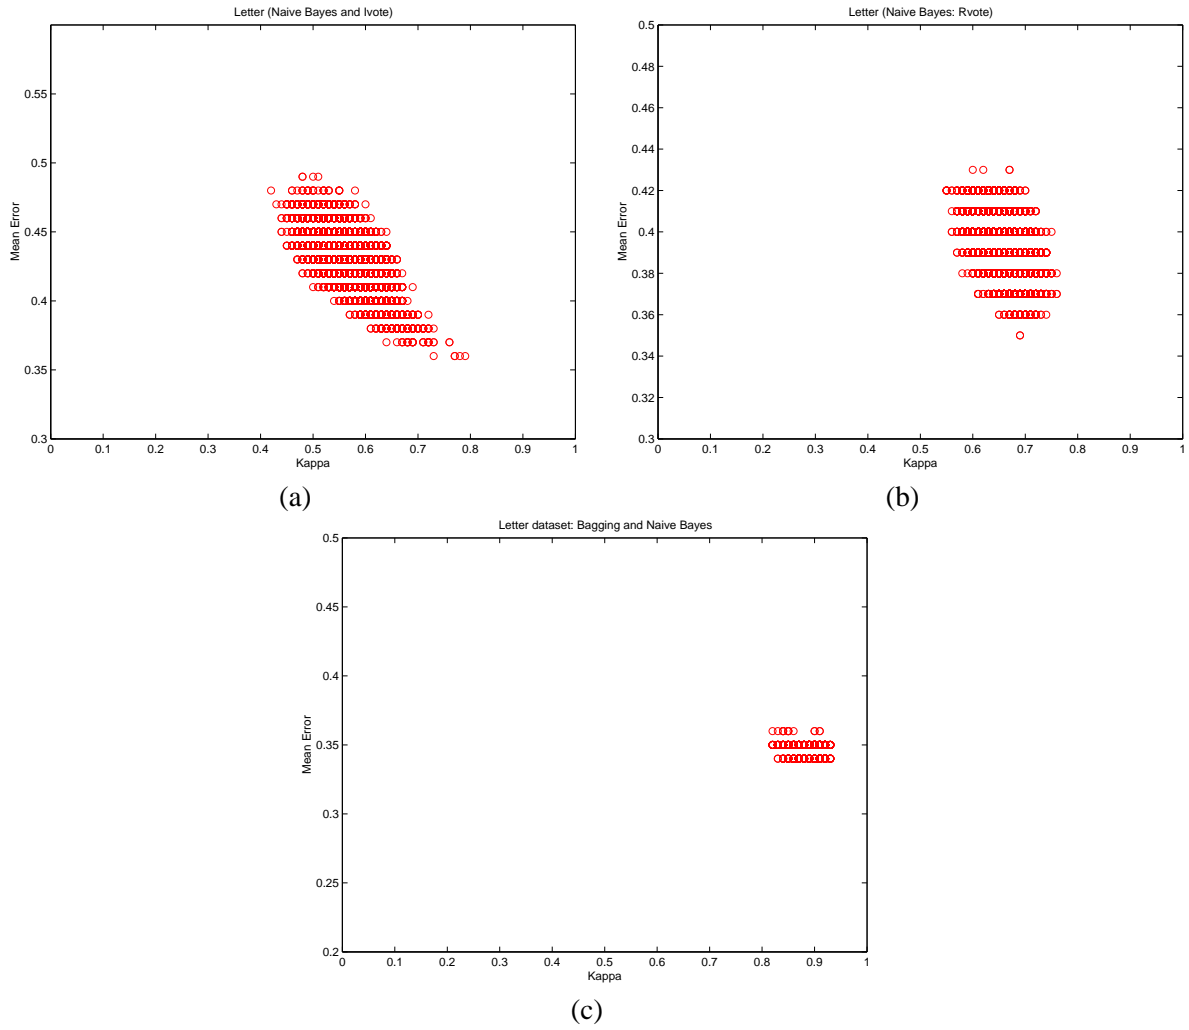 Letter (Naive Bayes and Ivote)
0.55
0.5
0.45
0.4
0.35
0.3
Mean Error
0 0.1 0.2 0.3 0.4 0.5 0.6 0.7 0.8 0.9 1
Kappa
(a)
Letter (Naive Bayes: Rvote)
0.5
0.48
0.46
0.44
0.42
0.4
0.38
0.36
0.34
0.32
0.3
Mean Error
0 0.1 0.2 0.3 0.4 0.5 0.6 0.7 0.8 0.9 1
Kappa
(b)
Letter dataset: Bagging and Naive Bayes
0.5
0.45
0.4
0.35
0.3
0.25
0.2
Mean Error
0 0.1 0.2 0.3 0.4 0.5 0.6 0.7 0.8 0.9 1
Kappa
(c)